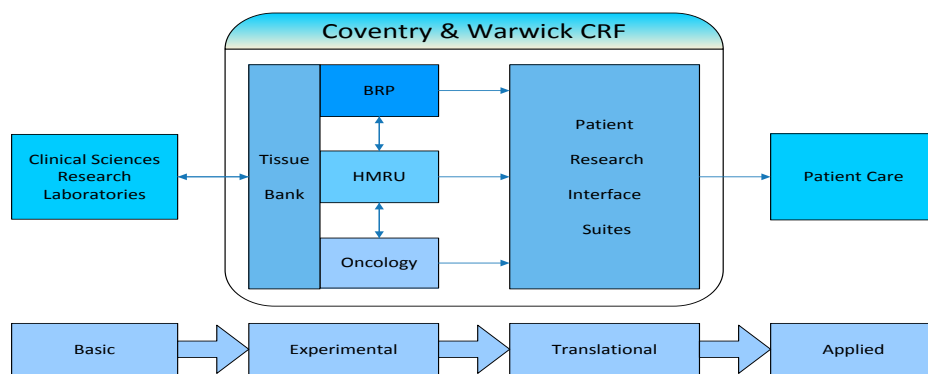 Coventry & Warwick CRF
BRP
Clinical Sciences
Research
Laboratories
Tissue
Bank
HMRU
Oncology
Patient
Research
Interface
Suites
Patient Care
Basic
Experimental
Translational
Applied